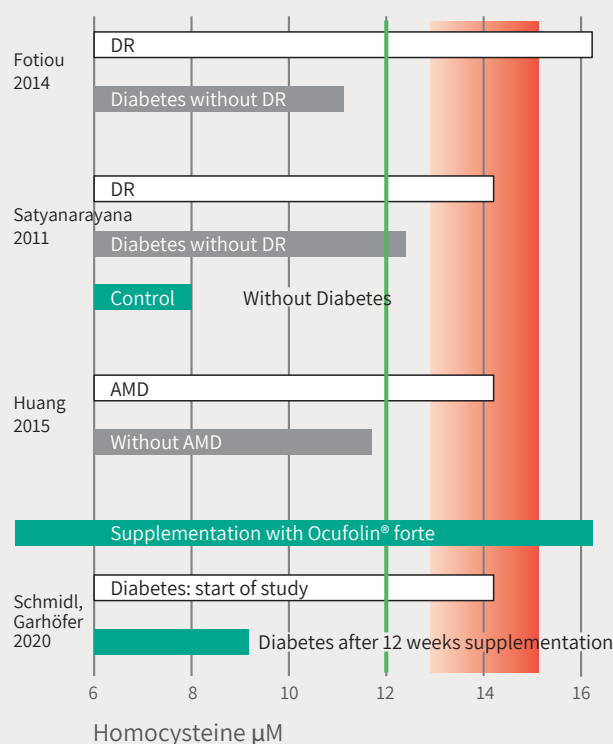 DR
Fotiou
2014
Diabetes without DR
DR
Satyanarayana
2011
Diabetes without DR
Control
Without Diabetes
AMD
Huang
2015
Without AMD
Supplementation with Ocufolin® forte
Diabetes: start of study
Schmidl,
Garhöfer
2020
Diabetes after 12 weeks supplementation
6 8 10 12 14 16
Homocysteine µM